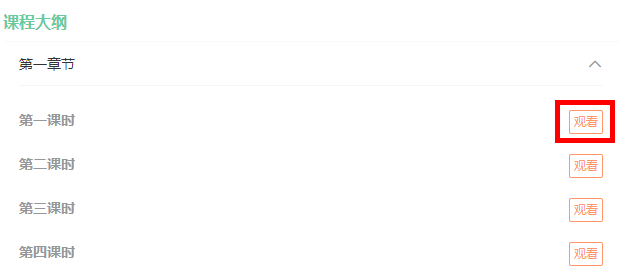 课程大纲
第一章节
第一课时 观看
第二课时 观看
第三课时 观看
第四课时 观看